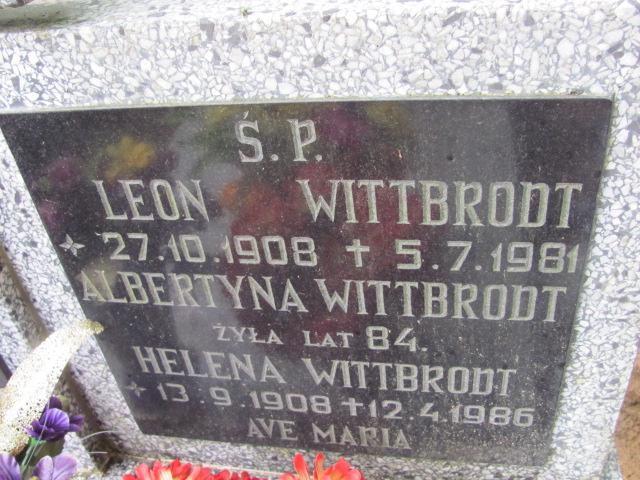 Ś. P.
LEON WITTBRODT
* 27.10.1908 ✝ 5.7.1981
ALBERTYNA WITTBRODT
ŻYŁA LAT 84.
HELENA WITTBRODT
* 13.9.1908 ✝ 12.4.1986
AVE MARIA